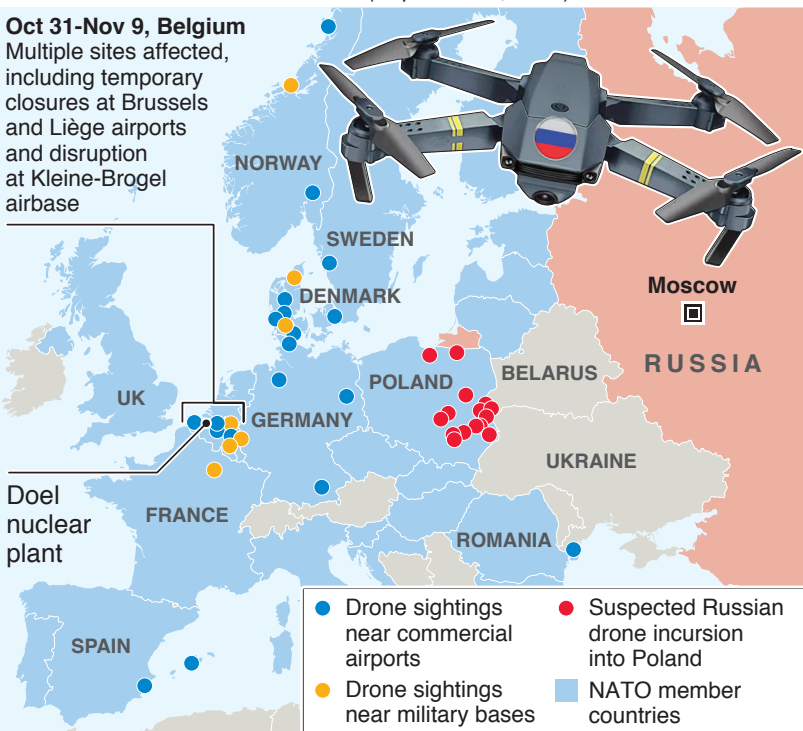 Oct 31-Nov 9, Belgium
Multiple sites affected,
including temporary
closures at Brussels
and Liège airports
and disruption
at Kleine-Brogel
airbase
NORWAY
SWEDEN
DENMARK
Moscow
RUSSIA
POLAND
BELARUS
UK
GERMANY
UKRAINE
Doel
nuclear
plant
FRANCE
ROMANIA
SPAIN
Drone sightings
near commercial
airports
Drone sightings
near military bases
Suspected Russian
drone incursion
into Poland
NATO member
countries